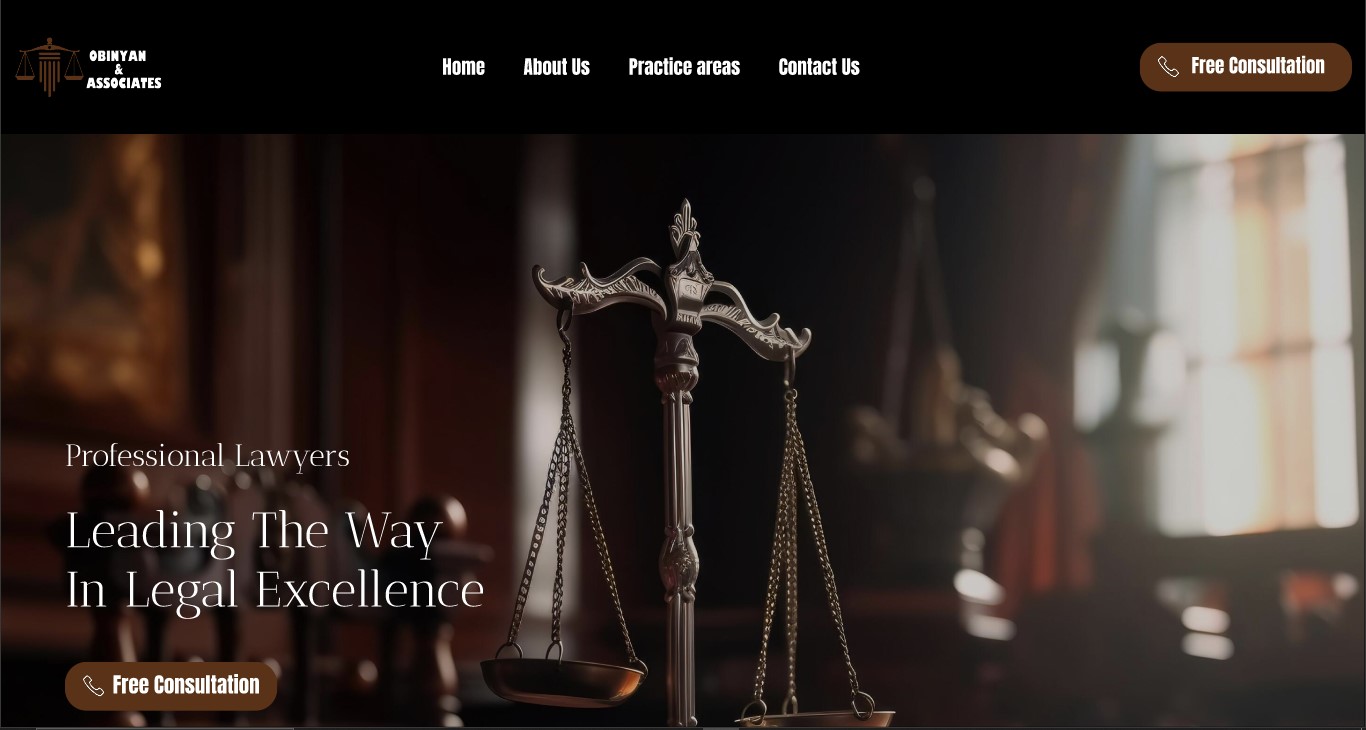 OBINYAN
&
ASSOCIATES
Home About Us Practice areas Contact Us
Free Consultation
Professional Lawyers
Leading The Way
In Legal Excellence
Free Consultation